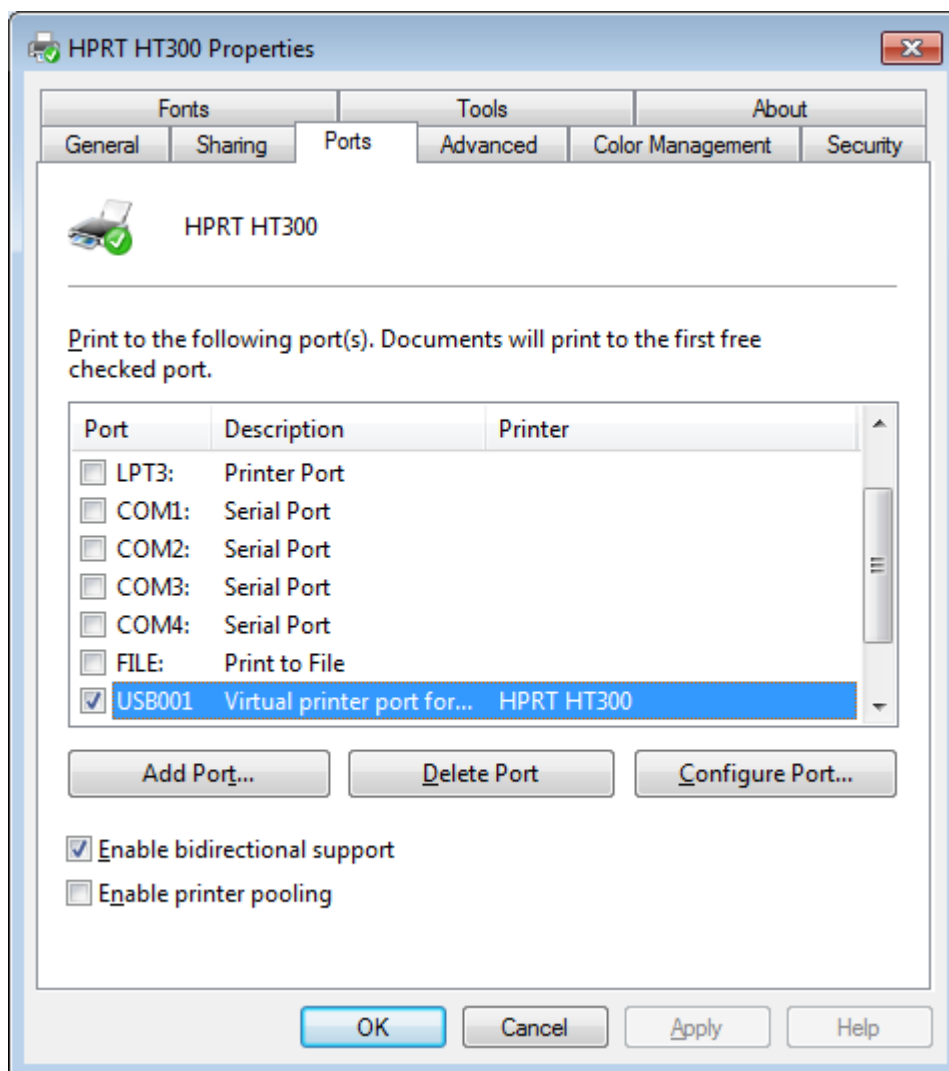 HPRT HT300 Properties
Fonts Tools About
General Sharing Ports Advanced Color Management Security
HPRT HT300
Print to the following port(s). Documents will print to the first free
checked port.
Port Description Printer
LPT3: Printer Port
COM1: Serial Port
COM2: Serial Port
COM3: Serial Port
COM4: Serial Port
FILE: Print to File
USB001 Virtual printer port for... HPRT HT300
Add Port... Delete Port Configure Port...
Enable bidirectional support
Enable printer pooling
OK Cancel Apply Help